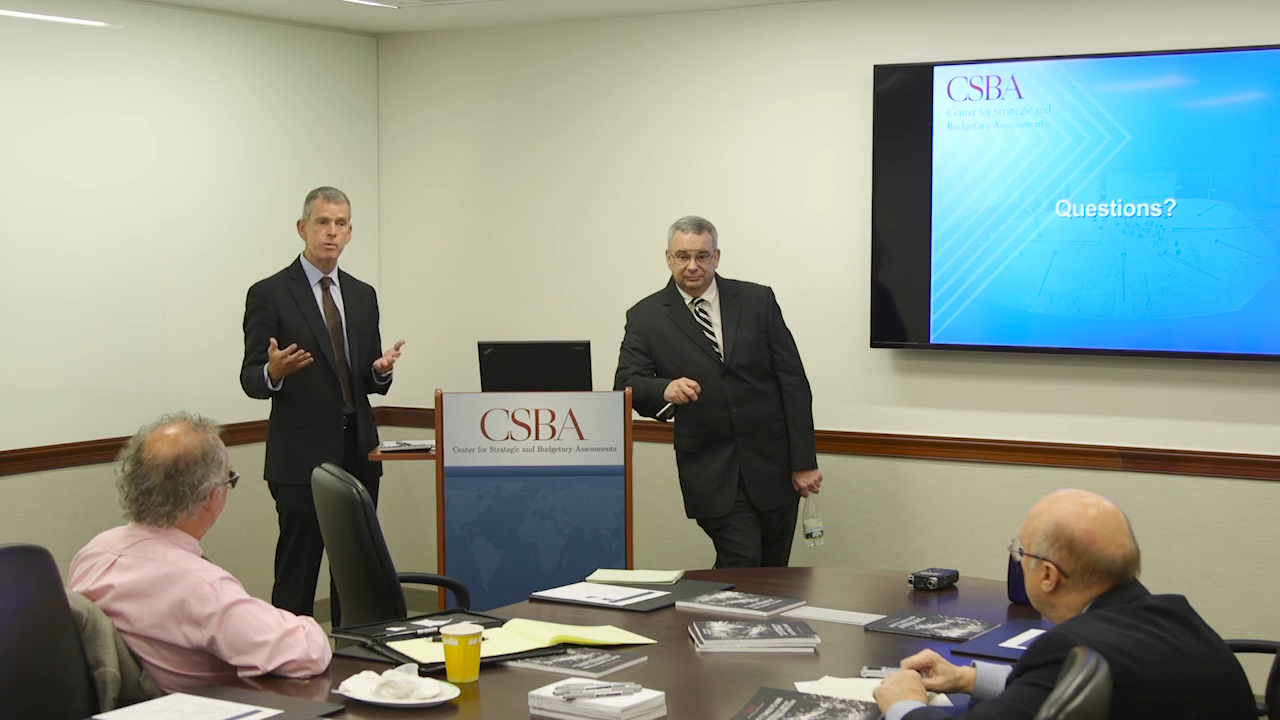 CSBA
Center for Strategic and
Budgetary Assessments
Questions?
CSBA
Center for Strategic and Budgetary Assessments